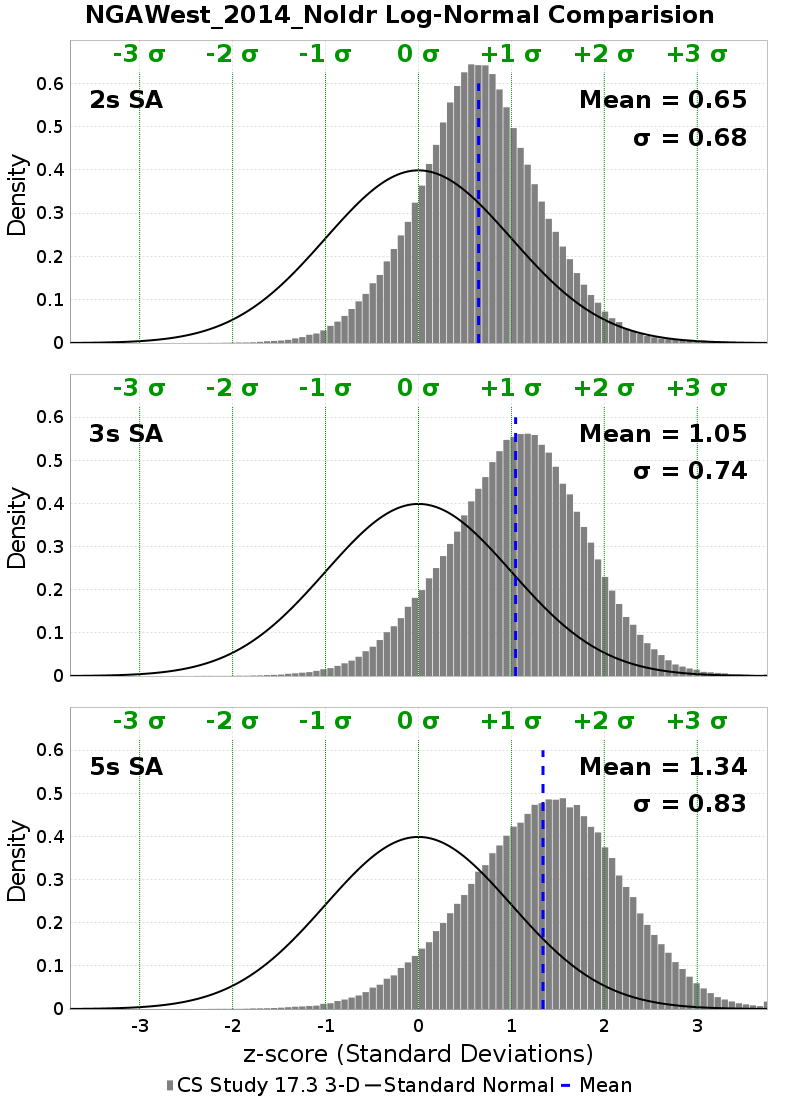 NGAWest_2014_NoIdr Log-Normal Comparision
-3 σ -2 σ -1 σ 0 σ +1 σ +2 σ +3 σ
0.6
2s SA Mean = 0.65
0.5
σ = 0.68
0.4
Density
0.3
0.2
0.1
0
-3 σ -2 σ -1 σ 0 σ +1 σ +2 σ +3 σ
0.6
3s SA Mean = 1.05
0.5
σ = 0.74
0.4
Density
0.3
0.2
0.1
0
-3 σ -2 σ -1 σ 0 σ +1 σ +2 σ +3 σ
0.6
5s SA Mean = 1.34
0.5
σ = 0.83
0.4
Density
0.3
0.2
0.1
0
-3 -2 -1 0 1 2 3
z-score (Standard Deviations)
CS Study 17.3 3-D Standard Normal Mean